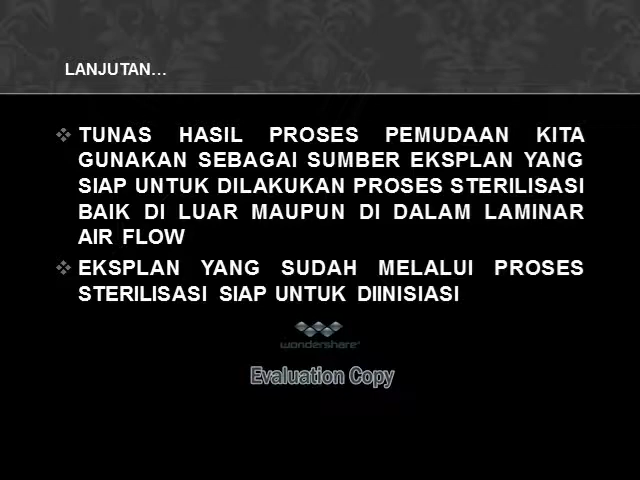 LANJUTAN...
TUNAS HASIL PROSES PEMUDAAN KITA
GUNAKAN SEBAGAI SUMBER EKSPLAN YANG
SIAP UNTUK DILAKUKAN PROSES STERILISASI
BAIK DI LUAR MAUPUN DI DALAM LAMINAR
AIR FLOW
EKSPLAN YANG SUDAH MELALUI PROSES
STERILISASI SIAP UNTUK DIINISIASI
wondershare
Evaluation Copy